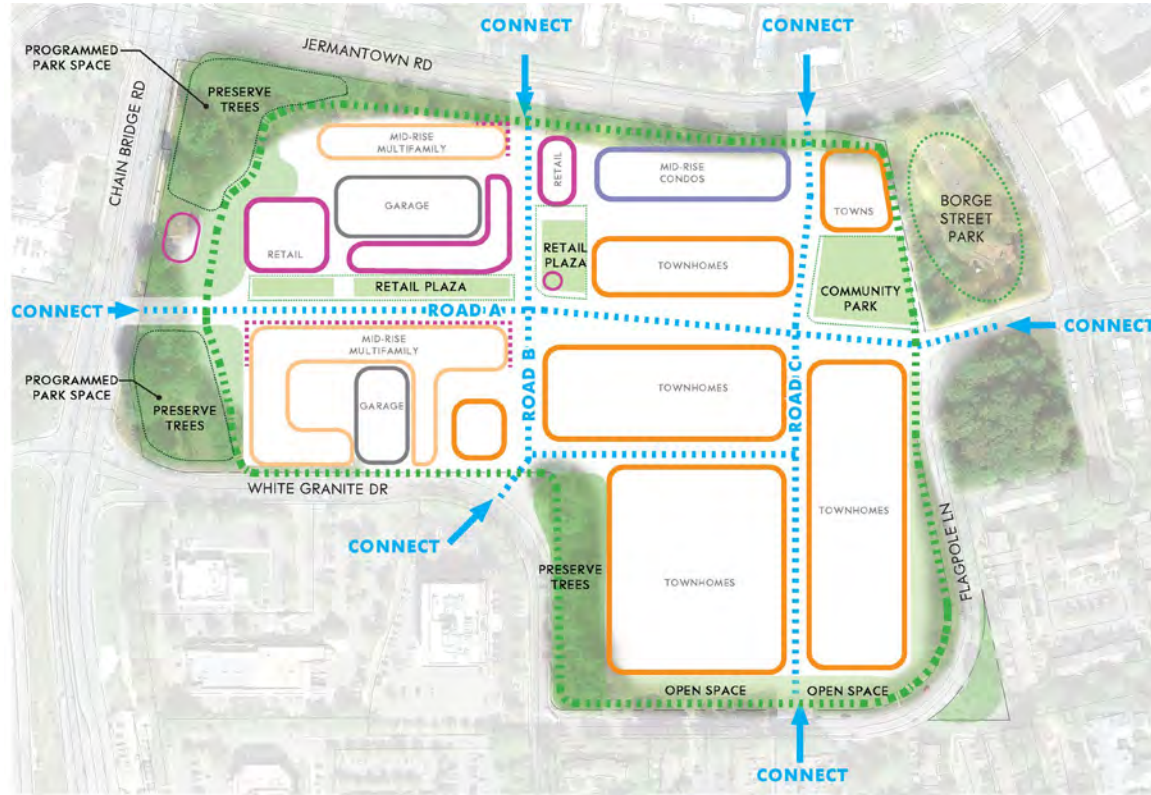 CONNECT
CONNECT
JERMANTOWN RD
PROGRAMMED
PARK SPACE
PRESERVE
TREES
CHAIN BRIDGE RD
MID-RISE
MULTIFAMILY
RETAIL
MID-RISE
CONDOS
TOWNS
BORGE
STREET
PARK
GARAGE
RETAIL
RETAIL
PLAZA
TOWNHOMES
RETAIL PLAZA
COMMUNITY
PARK
CONNECT
ROAD A
CONNECT
MID-RISE
MULTIFAMILY
ROAD B
ROAD C
PROGRAMMED
PARK SPACE
PRESERVE
TREES
GARAGE
TOWNHOMES
WHITE GRANITE DR
TOWNHOMES
CONNECT
PRESERVE
TREES
TOWNHOMES
FLAGPOLE LN
OPEN SPACE
OPEN SPACE
CONNECT